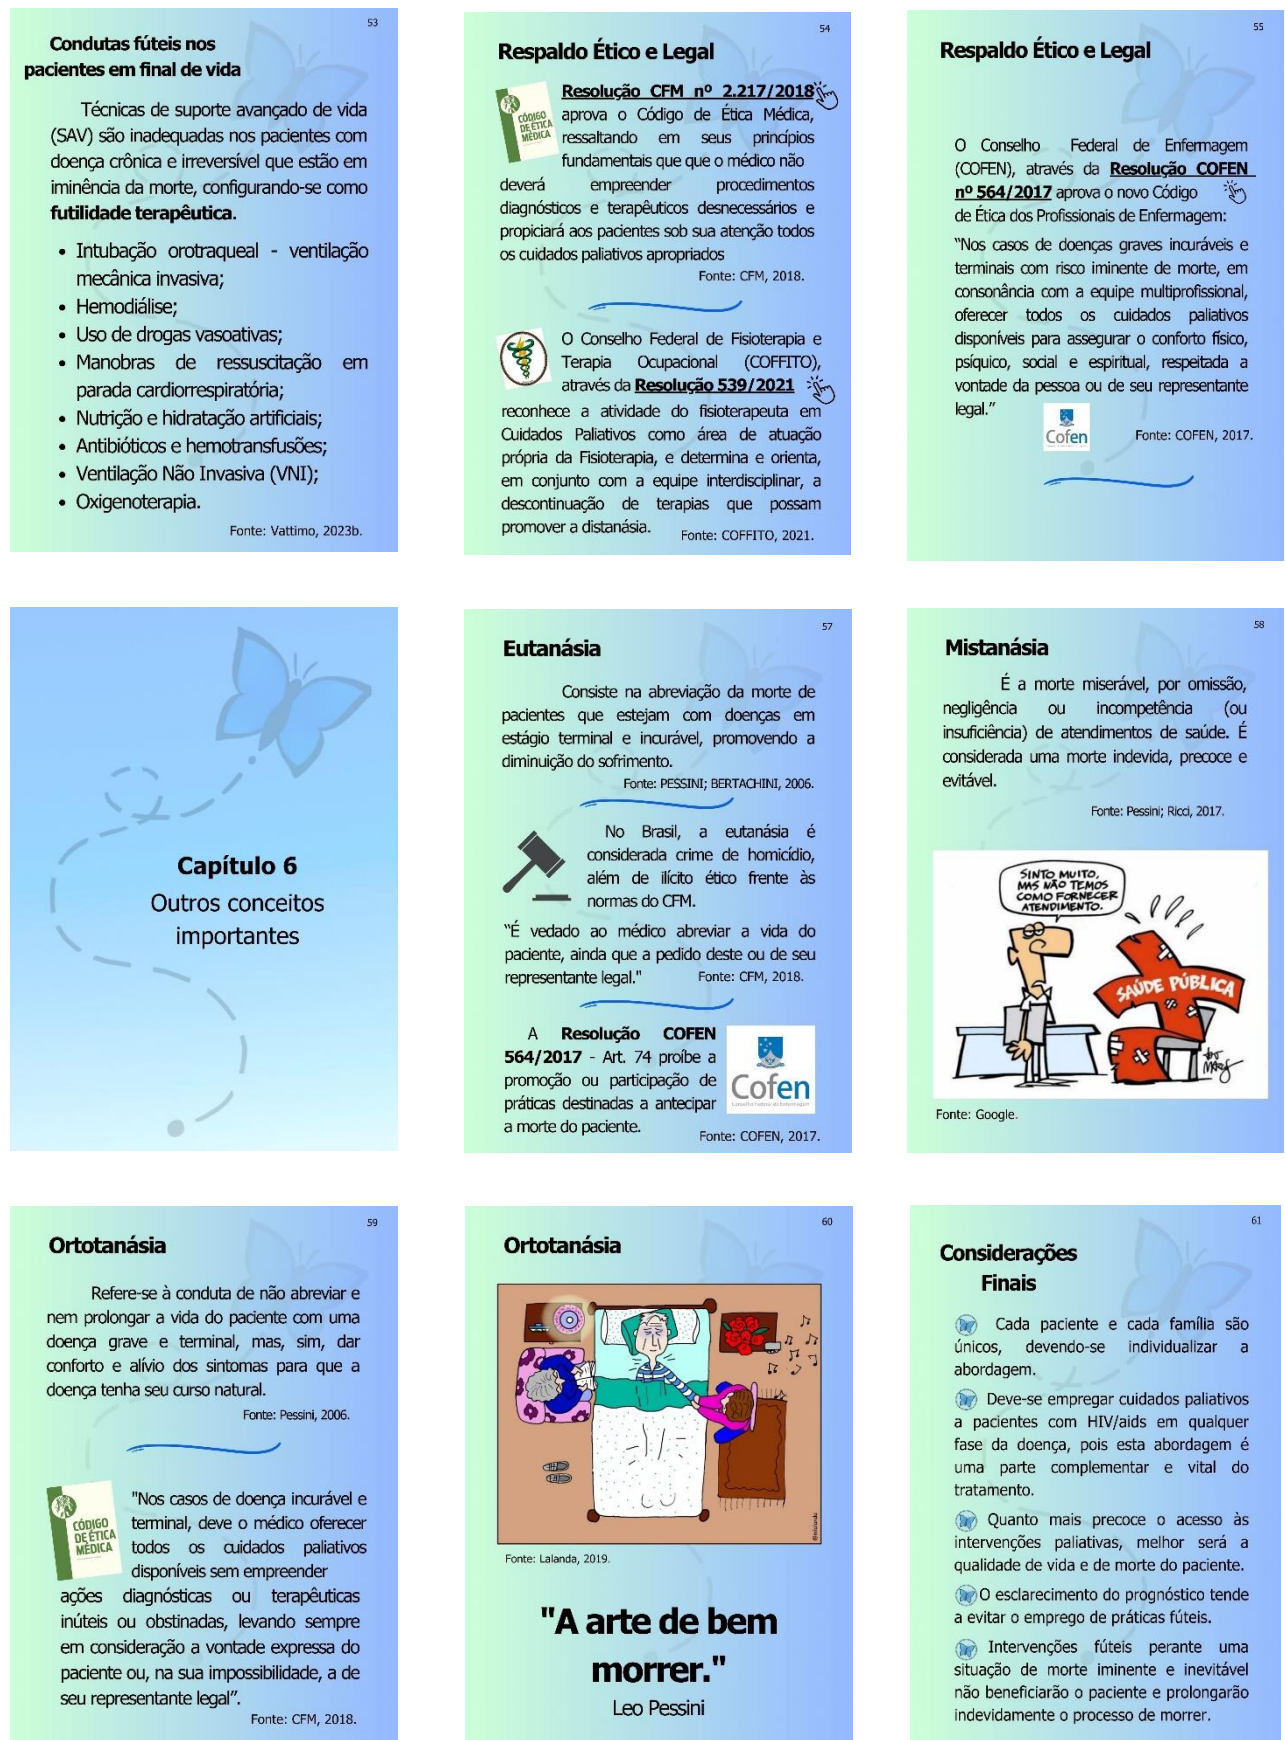 53
Condutas fúteis nos
pacientes em final de vida
Técnicas de suporte avançado de vida
(SAV) são inadequadas nos pacientes com
doença crônica e irreversível que estão em
iminência da morte, configurando-se como
futilidade terapêutica.
• Intubação orotraqueal - ventilação
mecânica invasiva;
• Hemodiálise;
• Uso de drogas vasoativas;
• Manobras de ressuscitação em
parada cardiorrespiratória;
• Nutrição e hidratação artificiais;
• Antibióticos e hemotransfusões;
• Ventilação Não Invasiva (VNI);
• Oxigenoterapia.
Fonte: Vattimo, 2023b.
54
Respaldo Ético e Legal
CÓDIGO
DE ÉTICA
MÉDICA
Resolução CFM nº 2.217/2018
aprova o Código de Ética Médica,
ressaltando em seus princípios
fundamentais que que o médico não
deverá empreender procedimentos
diagnósticos e terapêuticos desnecessários e
propiciará aos pacientes sob sua atenção todos
os cuidados paliativos apropriados
Fonte: CFM, 2018.
O Conselho Federal de Fisioterapia e
Terapia Ocupacional (COFFITO),
através da Resolução 539/2021
reconhece a atividade do fisioterapeuta em
Cuidados Paliativos como área de atuação
própria da Fisioterapia, e determina e orienta,
em conjunto com a equipe interdisciplinar, a
descontinuação de terapias que possam
promover a distanásia.
Fonte: COFFITO, 2021.
55
Respaldo Ético e Legal
O Conselho Federal de Enfermagem
(COFEN), através da Resolução COFEN
nº 564/2017 aprova o novo Código
de Ética dos Profissionais de Enfermagem:
“Nos casos de doenças graves incuráveis e
terminais com risco iminente de morte, em
consonância com a equipe multiprofissional,
oferecer todos os cuidados paliativos
disponíveis para assegurar o conforto físico,
psíquico, social e espiritual, respeitada a
vontade da pessoa ou de seu representante
legal.”
Cofen
Fonte: COFEN, 2017.
Capítulo 6
Outros conceitos
importantes
57
Eutanásia
Consiste na abreviação da morte de
pacientes que estejam com doenças em
estágio terminal e incurável, promovendo a
diminuição do sofrimento.
Fonte: PESSINI; BERTACHINI, 2006.
No Brasil, a eutanásia é
considerada crime de homicídio,
além de ilícito ético frente às
normas do CFM.
“É vedado ao médico abreviar a vida do
paciente, ainda que a pedido deste ou de seu
representante legal."
Fonte: CFM, 2018.
A Resolução COFEN
564/2017 - Art. 74 proíbe a
promoção ou participação de
práticas destinadas a antecipar
a morte do paciente.
Cofen
Fonte: COFEN, 2017.
58
Mistanásia
É a morte miserável, por omissão,
negligência ou incompetência (ou
insuficiência) de atendimentos de saúde. É
considerada uma morte indevida, precoce e
evitável.
Fonte: Pessini; Ricci, 2017.
SINTO MUITO,
MAS NÃO TEMOS
COMO FORNECER
ATENDIMENTO.
SAÚDE PÚBLICA
Fonte: Google.
59
Ortotanásia
Refere-se à conduta de não abreviar e
nem prolongar a vida do paciente com uma
doença grave e terminal, mas, sim, dar
conforto e alívio dos sintomas para que a
doença tenha seu curso natural.
Fonte: Pessini, 2006.
CÓDIGO
DE ÉTICA
MÉDICA
"Nos casos de doença incurável e
terminal, deve o médico oferecer
todos os cuidados paliativos
disponíveis sem empreender
ações diagnósticas ou terapêuticas
inúteis ou obstinadas, levando sempre
em consideração a vontade expressa do
paciente ou, na sua impossibilidade, a de
seu representante legal”.
Fonte: CFM, 2018.
60
Ortotanásia
Fonte: Lalanda, 2019.
"A arte de bem
morrer."
Leo Pessini
61
Considerações
Finais
Cada paciente e cada família são
únicos, devendo-se individualizar a
abordagem.
Deve-se empregar cuidados paliativos
a pacientes com HIV/aids em qualquer
fase da doença, pois esta abordagem é
uma parte complementar e vital do
tratamento.
Quanto mais precoce o acesso às
intervenções paliativas, melhor será a
qualidade de vida e de morte do paciente.
O esclarecimento do prognóstico tende
a evitar o emprego de práticas fúteis.
Intervenções fúteis perante uma
situação de morte iminente e inevitável
não beneficiarão o paciente e prolongarão
indevidamente o processo de morrer.